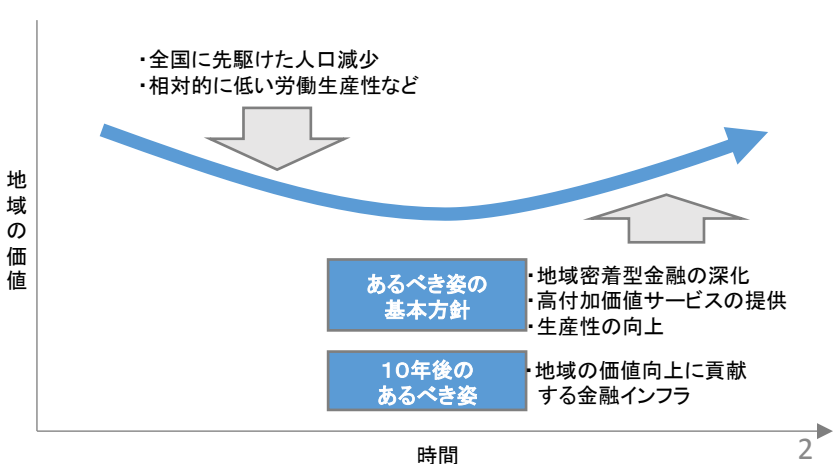 ・全国に先駆けた人口減少
・相対的に低い労働生産性など
地域の価値
あるべき姿の
基本方針
・地域密着型金融の深化
・高付加価値サービスの提供
・生産性の向上
10年後の
あるべき姿
・地域の価値向上に貢献
する金融インフラ
時間
2